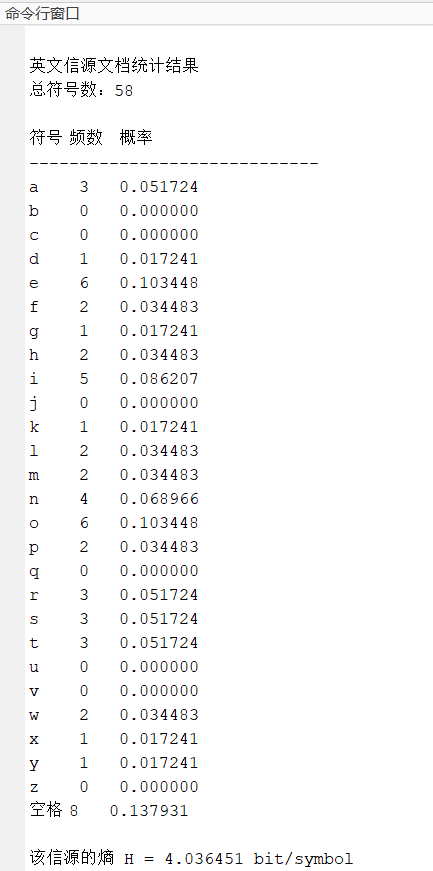 命令行窗口
英文信源文档统计结果
总符号数：58
符号 频数 概率
-----------------------------
a 3 0.051724
b 0 0.000000
c 0 0.000000
d 1 0.017241
e 6 0.103448
f 2 0.034483
g 1 0.017241
h 2 0.034483
i 5 0.086207
j 0 0.000000
k 1 0.017241
l 2 0.034483
m 2 0.034483
n 4 0.068966
o 6 0.103448
p 2 0.034483
q 0 0.000000
r 3 0.051724
s 3 0.051724
t 3 0.051724
u 0 0.000000
v 0 0.000000
w 2 0.034483
x 1 0.017241
y 1 0.017241
z 0 0.000000
空格 8 0.137931
该信源的熵 H = 4.036451 bit/symbol